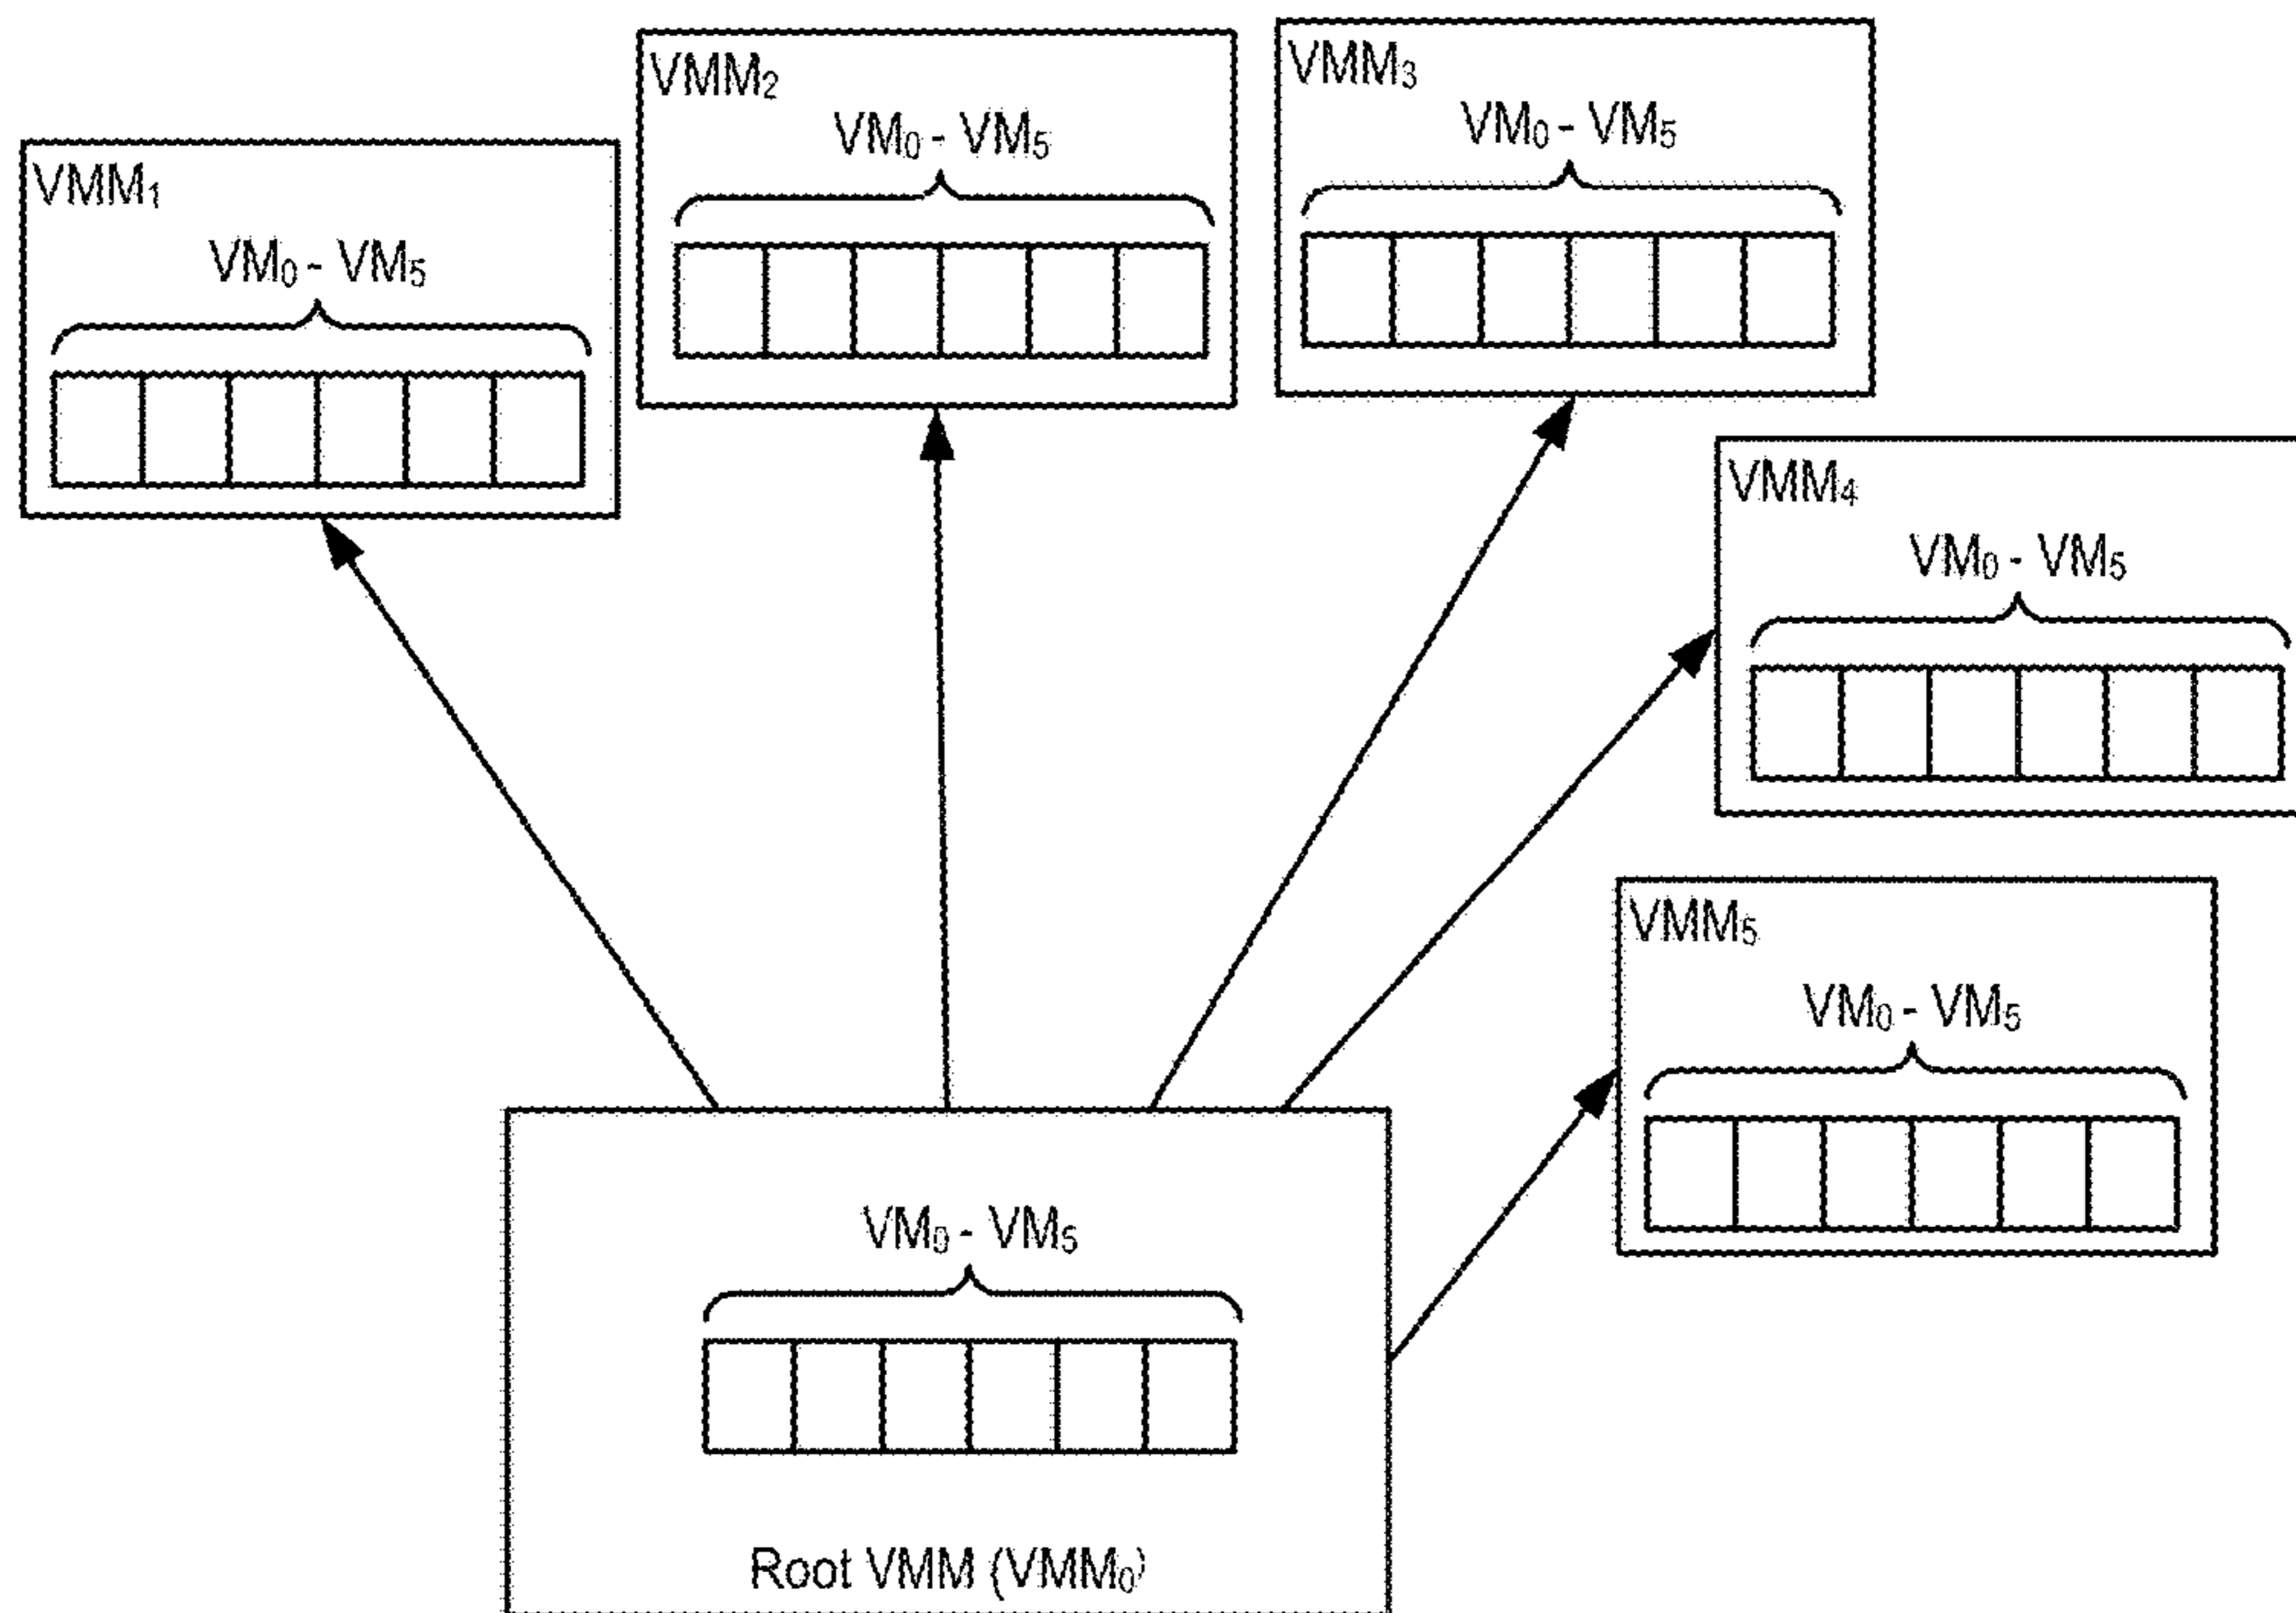 VMM₁
VM₀ - VM₅
VMM₂
VM₀ - VM₅
VMM₃
VM₀ - VM₅
VMM₄
VM₀ - VM₅
VMM₅
VM₀ - VM₅
VM₀ - VM₅
Root VMM (VMM₀)